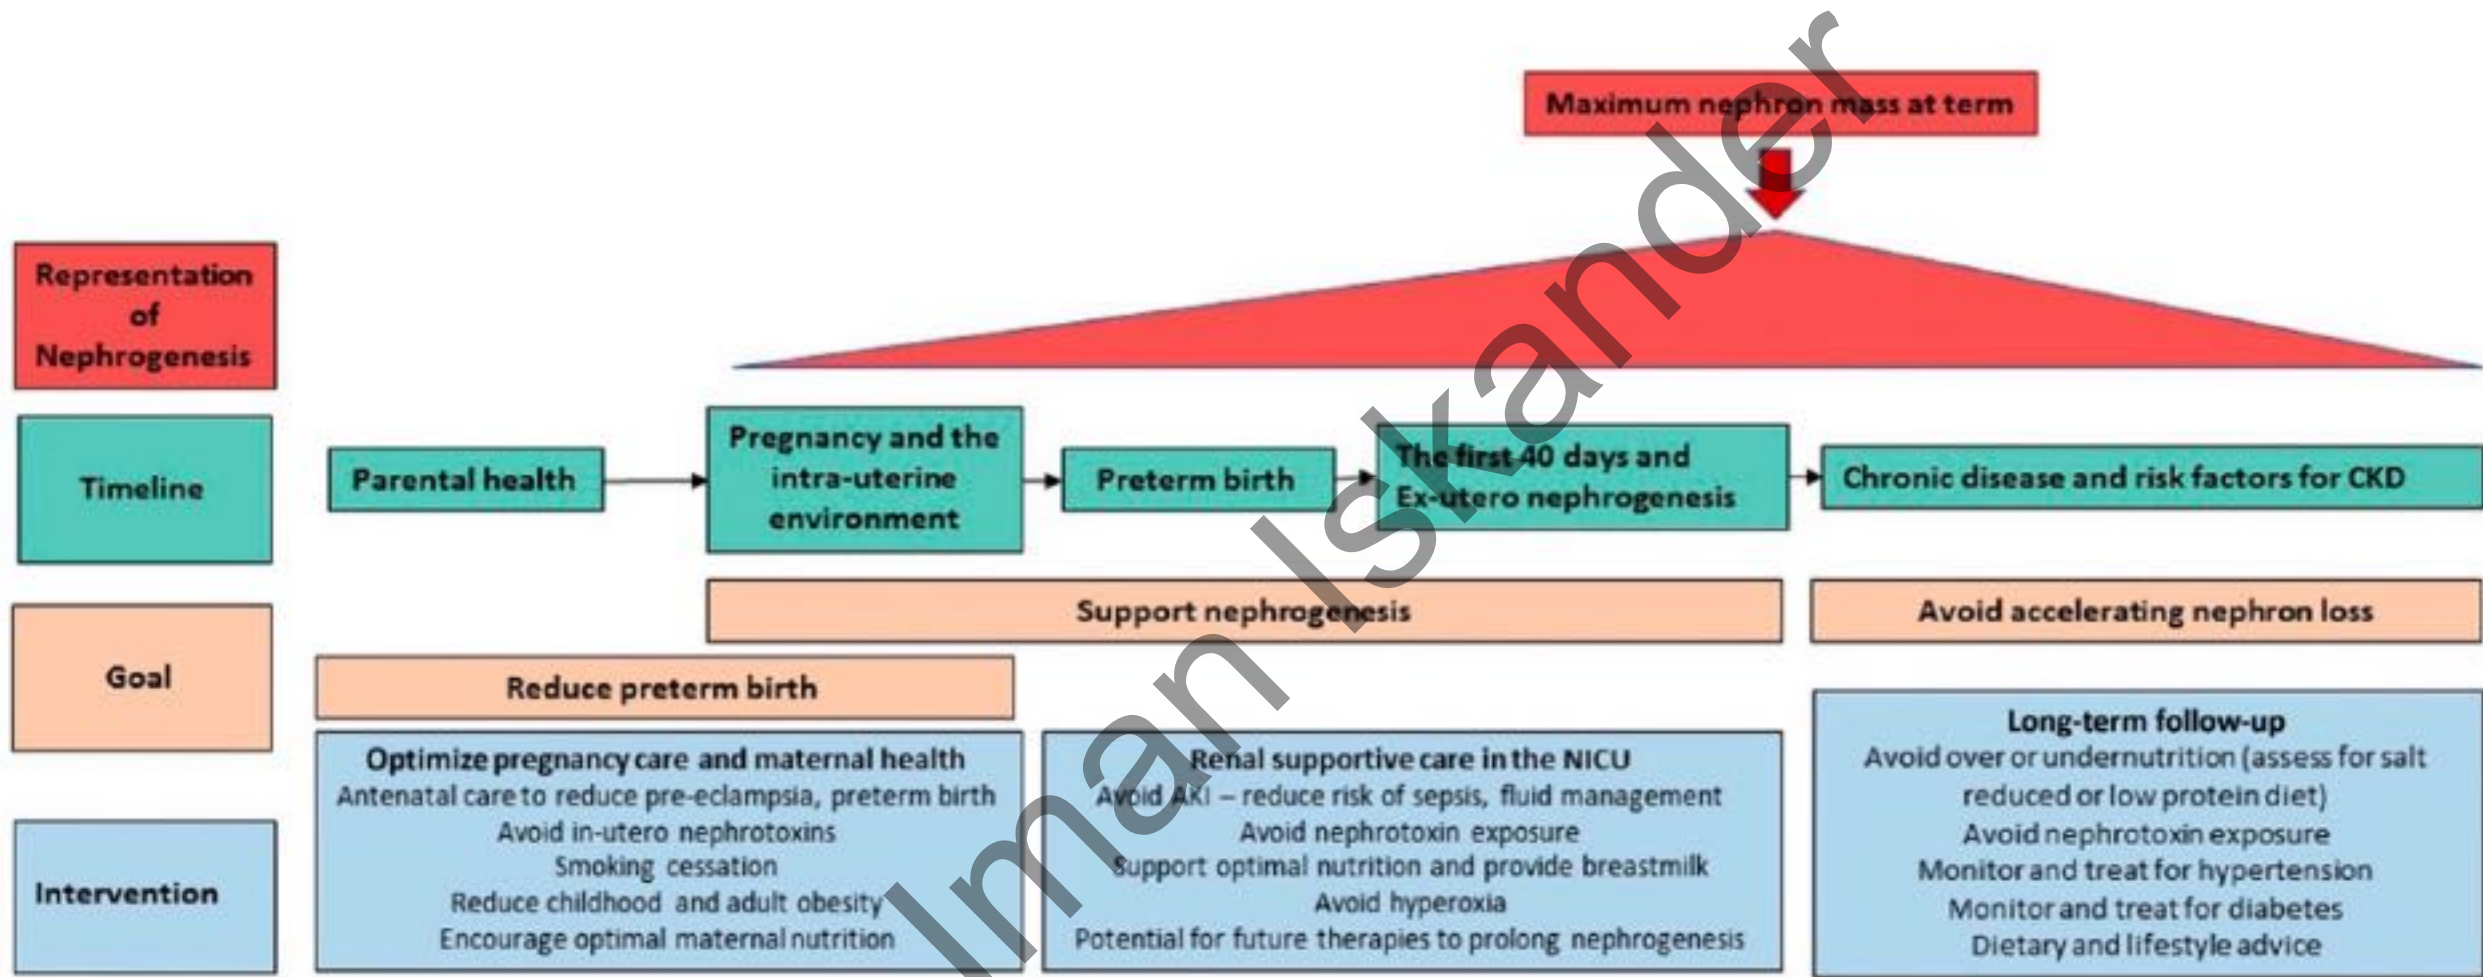 Maximum nephron mass at term
Representation
of
Nephrogenesis
Timeline
Parental health
Pregnancy and the
intra-uterine
environment
Preterm birth
The first 40 days and
Ex-utero nephrogenesis
Chronic disease and risk factors for CKD
Goal
Support nephrogenesis
Avoid accelerating nephron loss
Reduce preterm birth
Intervention
Optimize pregnancy care and maternal health
Antenatal care to reduce pre-eclampsia, preterm birth
Avoid in-utero nephrotoxins
Smoking cessation
Reduce childhood and adult obesity
Encourage optimal maternal nutrition
Renal supportive care in the NICU
Avoid AKI – reduce risk of sepsis, fluid management
Avoid nephrotoxin exposure
Support optimal nutrition and provide breastmilk
Avoid hyperoxia
Potential for future therapies to prolong nephrogenesis
Long-term follow-up
Avoid over or undernutrition (assess for salt
reduced or low protein diet)
Avoid nephrotoxin exposure
Monitor and treat for hypertension
Monitor and treat for diabetes
Dietary and lifestyle advice
Iman Iskander